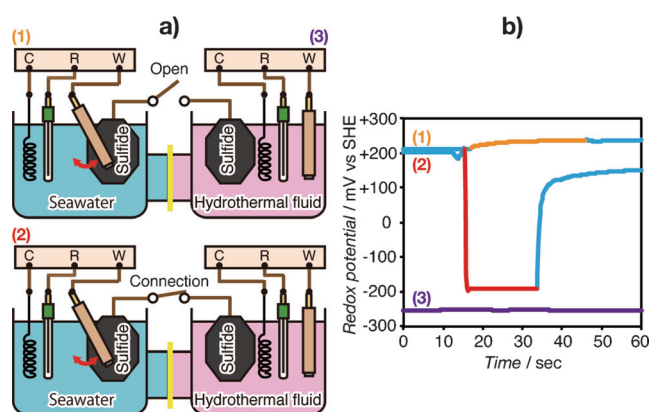 a)
b)
(1)
(3)
C R W
C R W
Open
Sulfide
Sulfide
Seawater
Hydrothermal fluid
(2)
C R W
C R W
Connection
Sulfide
Sulfide
Seawater
Hydrothermal fluid
Redox potential / mV vs SHE
+300
+200
+100
0
-100
-200
-300
(1)
(2)
(3)
0 10 20 30 40 50 60
Time / sec